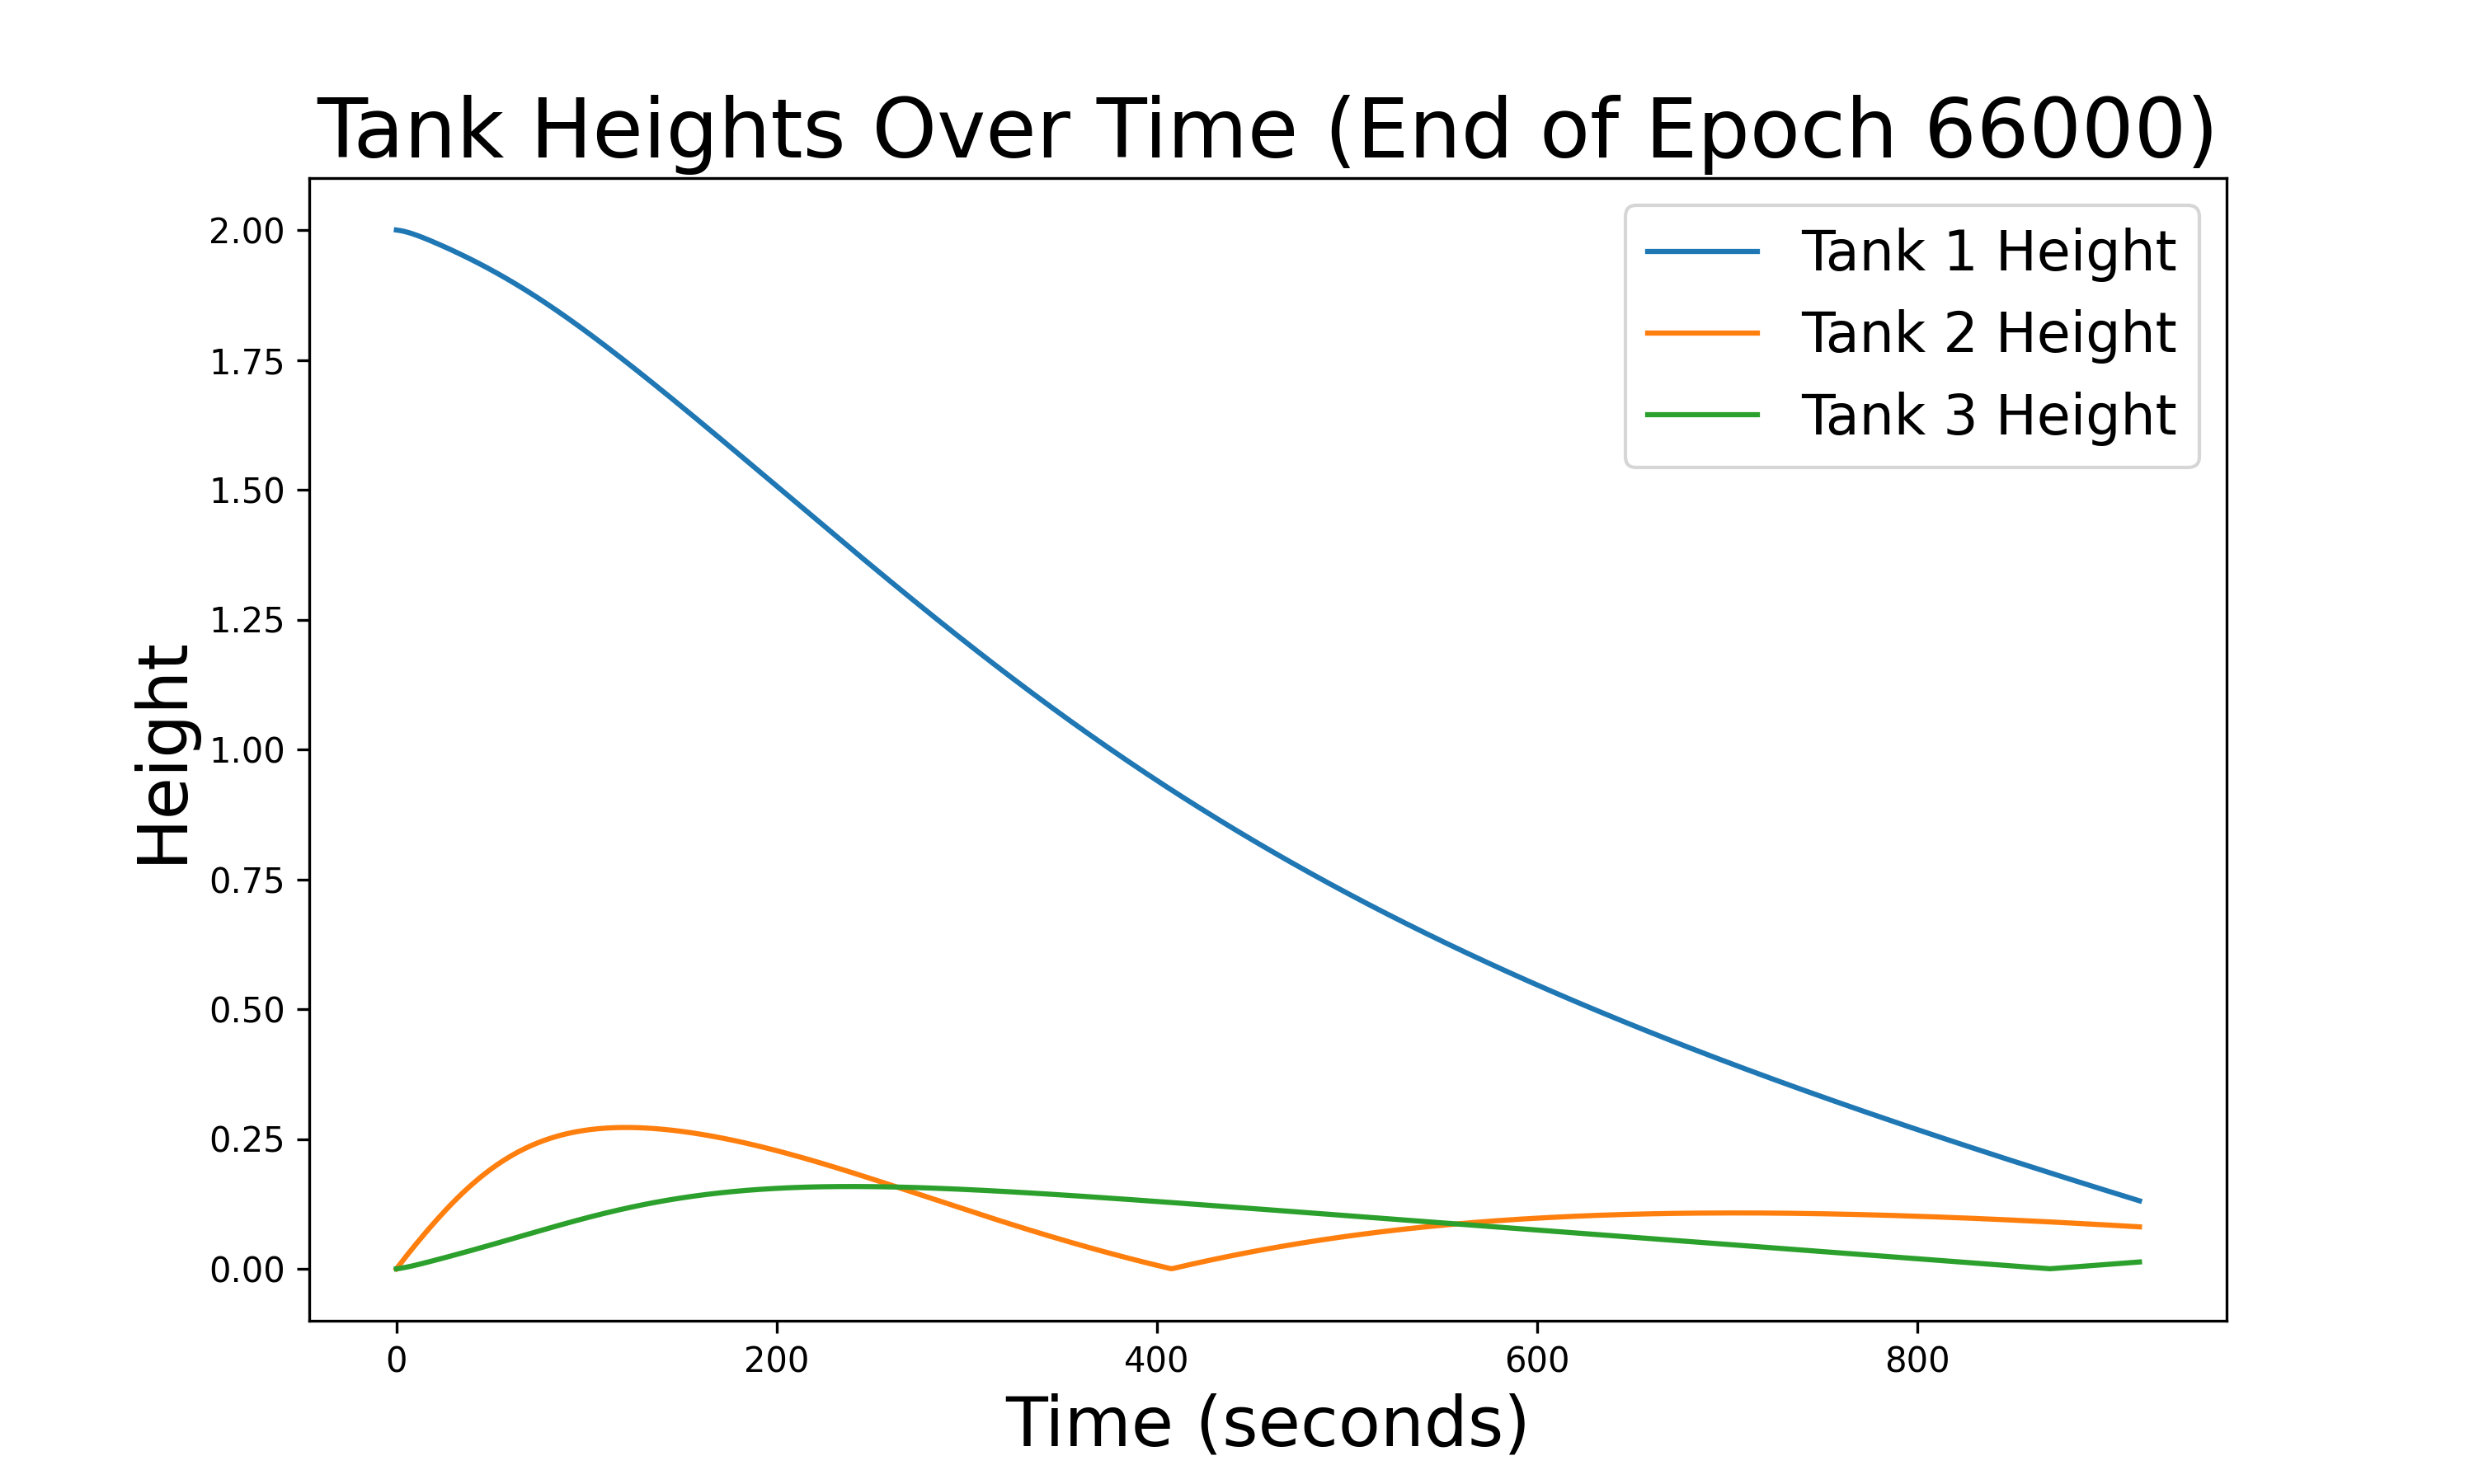 Tank Heights Over Time (End of Epoch 66000)
Tank 1 Height
Tank 2 Height
Tank 3 Height
Height
2.00
1.75
1.50
1.25
1.00
0.75
0.50
0.25
0.00
0 200 400 600 800
Time (seconds)